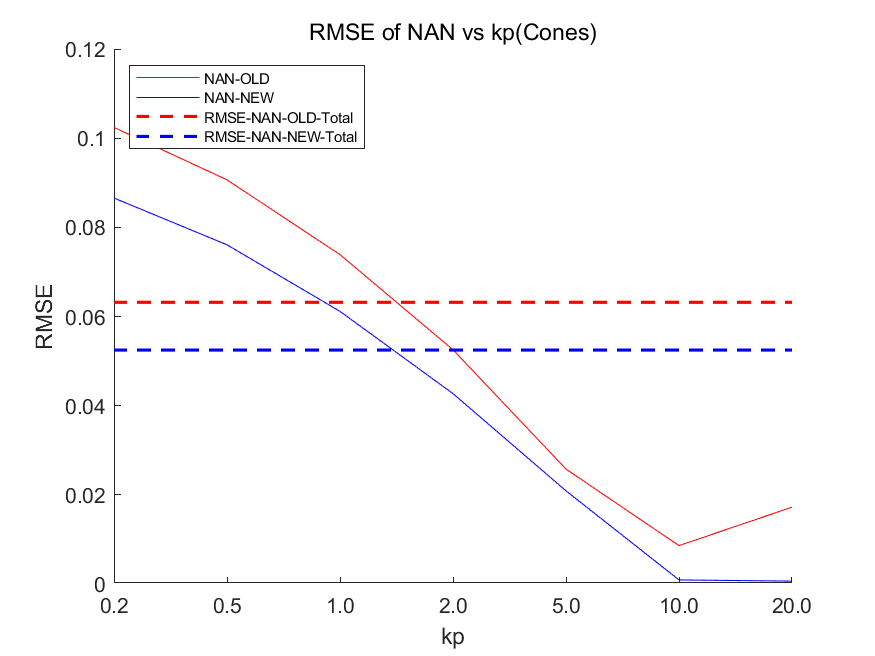 RMSE of NAN vs kp(Cones)
0.12
NAN-OLD
NAN-NEW
RMSE-NAN-OLD-Total
RMSE-NAN-NEW-Total
0.1
0.08
0.06
0.04
0.02
0
RMSE
0.2 0.5 1.0 2.0 5.0 10.0 20.0
kp